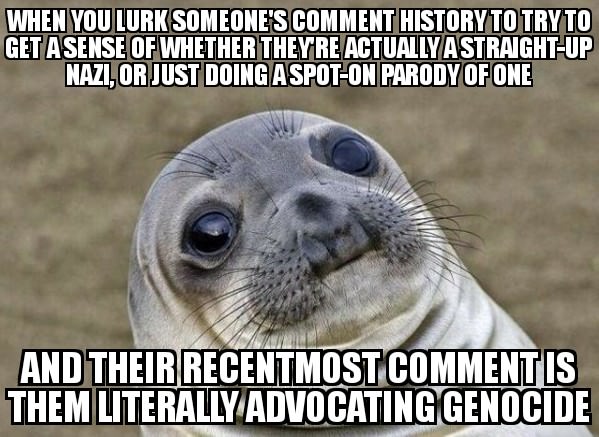 WHEN YOU LURK SOMEONE'S COMMENT HISTORY TO TRY TO
GET A SENSE OF WHETHER THEY'RE ACTUALLY A STRAIGHT-UP
NAZI, OR JUST DOING A SPOT-ON PARODY OF ONE
AND THEIR RECENTMOST COMMENT IS
THEM LITERALLY ADVOCATING GENOCIDE